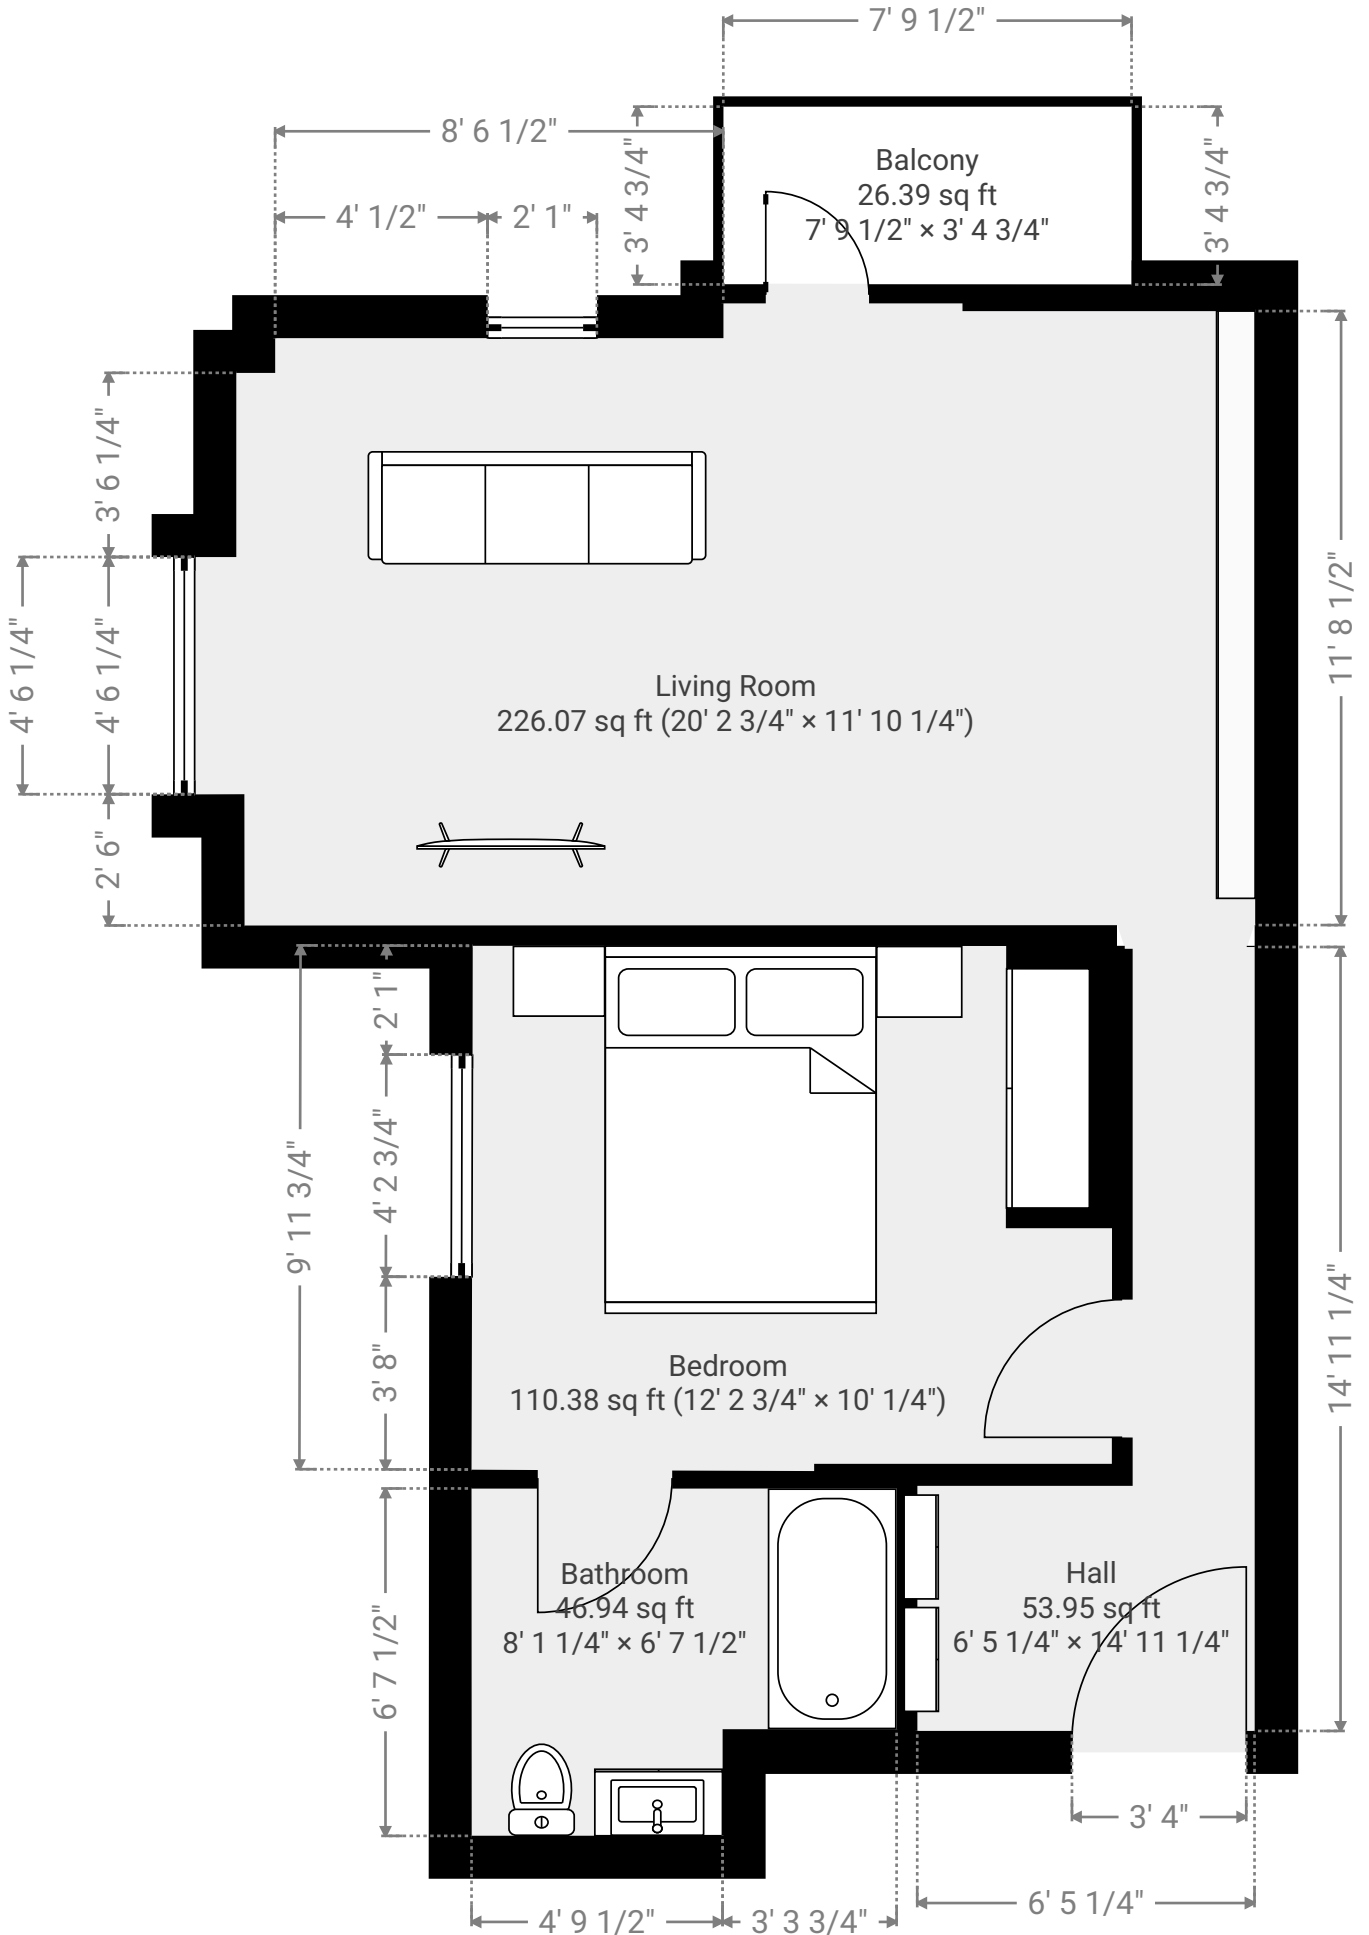 7' 9 1/2"
8' 6 1/2"
4' 1/2"
2' 1"
3' 4 3/4"
Balcony
26.39 sq ft
7' 9 1/2" × 3' 4 3/4"
3' 4 3/4"
3' 6 1/4"
4' 6 1/4"
4' 6 1/4"
2' 6"
11' 8 1/2"
Living Room
226.07 sq ft (20' 2 3/4" × 11' 10 1/4")
2' 1"
4' 2 3/4"
9' 11 3/4"
3' 8"
Bedroom
110.38 sq ft (12' 2 3/4" × 10' 1/4")
14' 11 1/4"
6' 7 1/2"
Bathroom
46.94 sq ft
8' 1 1/4" × 6' 7 1/2"
Hall
53.95 sq ft
6' 5 1/4" × 14' 11 1/4"
3' 4"
6' 5 1/4"
4' 9 1/2"
3' 3 3/4"